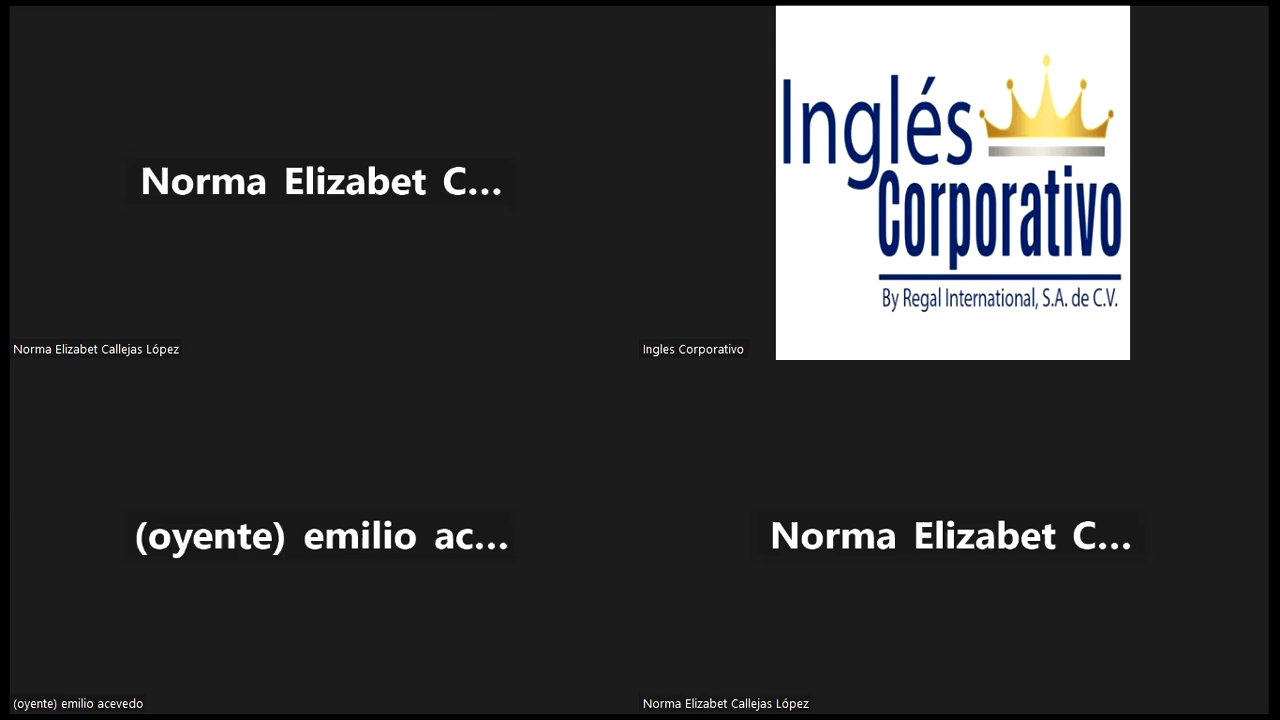 Norma Elizabet C...
Norma Elizabet Callejas López
Inglés
Corporativo
By Regal International, S.A. de C.V.
Ingles Corporativo
(oyente) emilio ac...
(oyente) emilio acevedo
Norma Elizabet C...
Norma Elizabet Callejas López